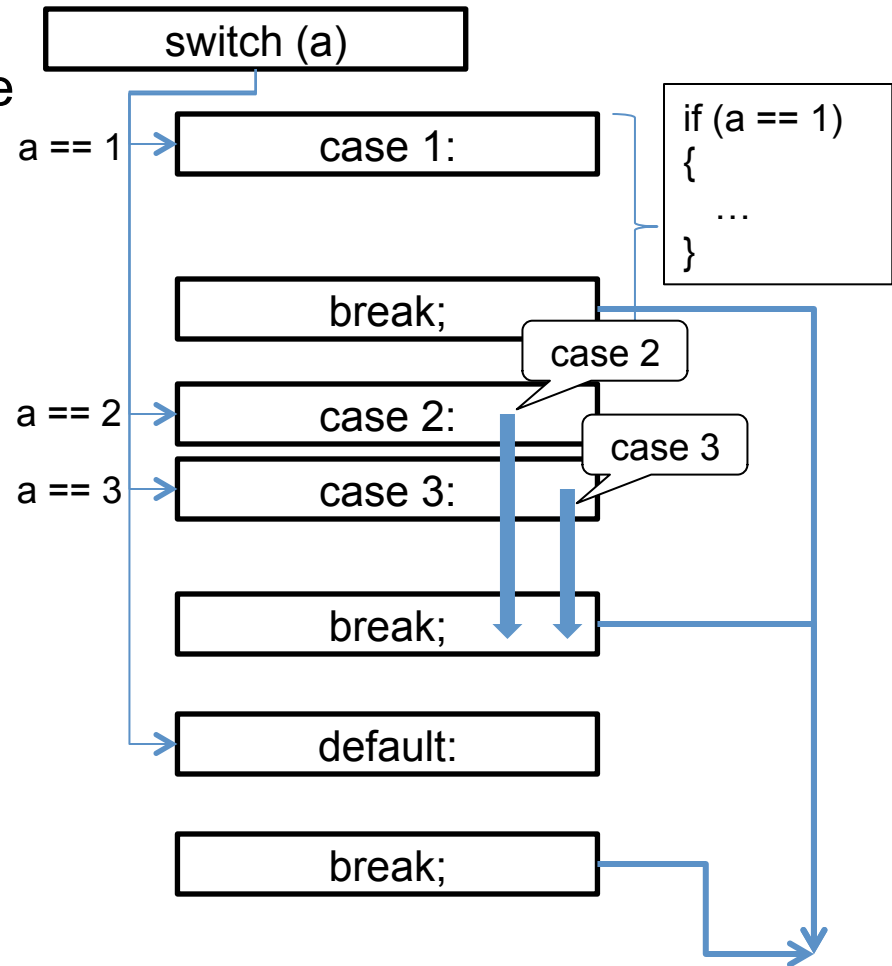 switch (a)
e
a == 1
case 1:
if (a == 1)
{
…
}
break;
case 2
a == 2
case 2:
case 3
a == 3
case 3:
break;
default:
break;